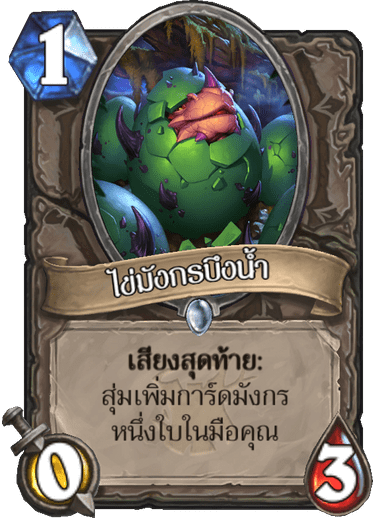 1
ไข่มังกรบึงน้ำ
เสียงสุดท้าย:
สุ่มเพิ่มการ์ดมังกร
หนึ่งใบในมือคุณ
0
3